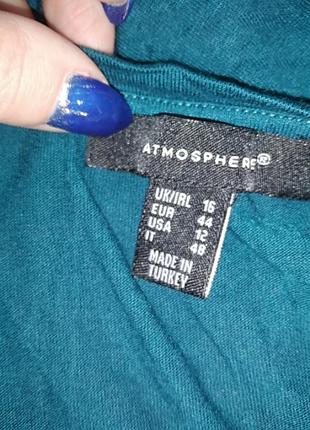 ATMOSPHERE®
UK/IRL 16
EUR 44
USA 12
IT 48
MADE IN
TURKEY